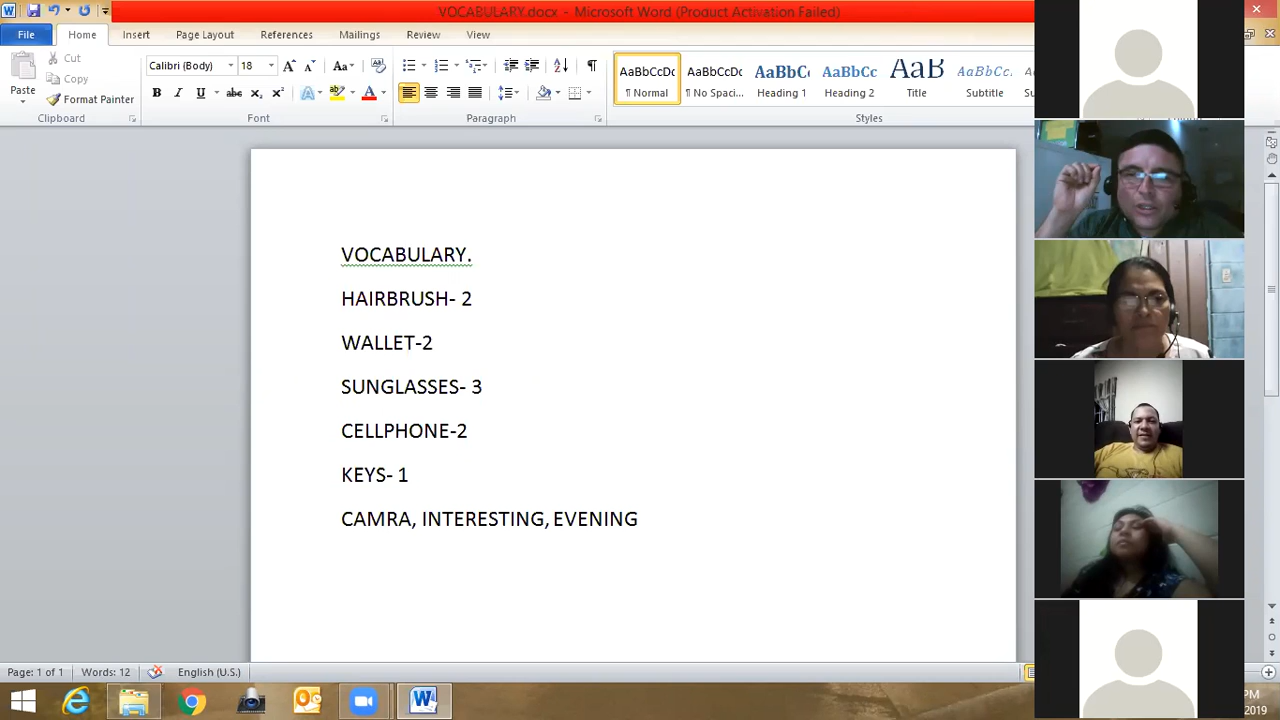 VOCABULARY.docx - Microsoft Word (Product Activation Failed)
File Home Insert Page Layout References Mailings Review View
Paste
Cut
Copy
Format Painter
Clipboard
Calibri (Body) 18
Font
Paragraph
AaBbCcDc AaBbCcDc AaBbC AaBbCc AaB AaBbCcD
¶ Normal ¶ No Spaci... Heading 1 Heading 2 Title Subtitle
Styles
VOCABULARY.
HAIRBRUSH- 2
WALLET-2
SUNGLASSES- 3
CELLPHONE-2
KEYS- 1
CAMRA, INTERESTING, EVENING
Page: 1 of 1 Words: 12 English (U.S.)
PM
2019